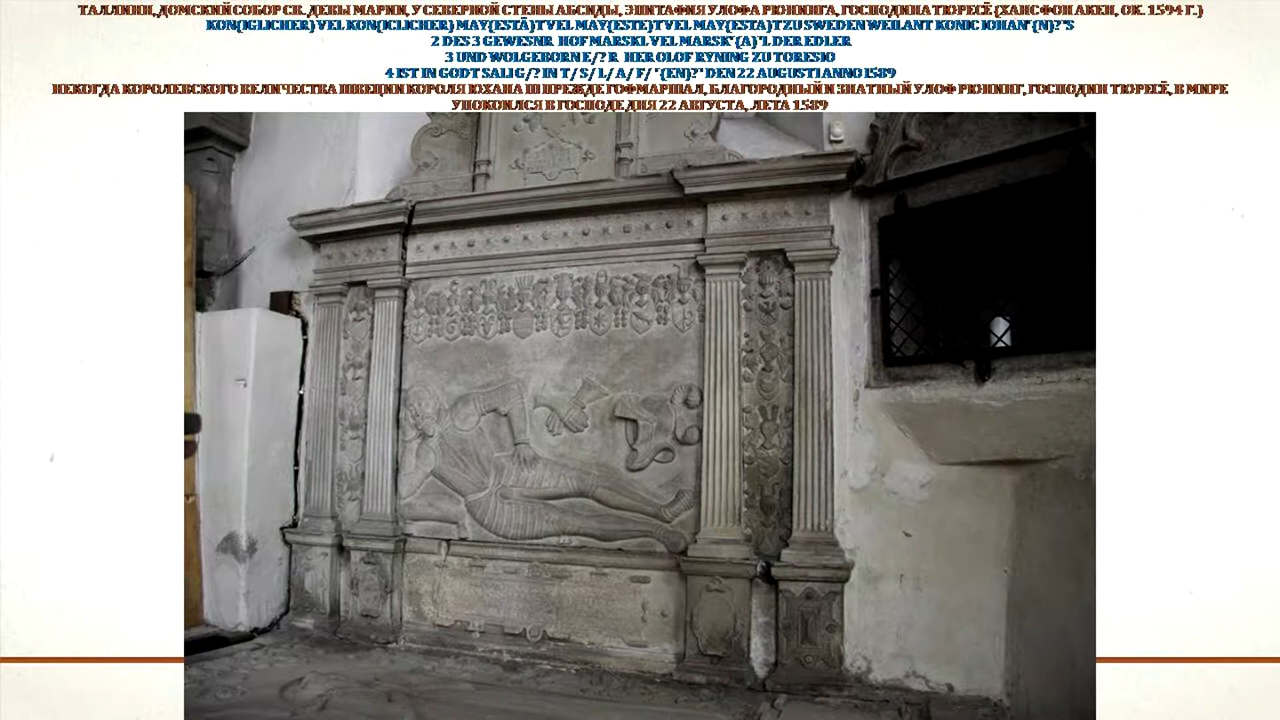 ТАЛЛИНН, ДОМСКИЙ СОБОР СВ. ДЕВЫ МАРИИ, У СЕВЕРНОЙ СТЕНЫ АБСИДЫ, ЭПИТАФИЯ УЛОФА РЮНИНГА, ГОСПОДИНА ТЮРЕСЁ (ХАНС ФОН АКЕН, ОК. 1594 Г.)
KON{IGLICHER} VEL KON{ICLICHER} MAY{ESTÄ}T VEL MAY{ESTE}T VEL MAY{ESTA}T ZU SWEDEN WEILANT KONIC IOHAN'{N}?'S
2 DES 3 GEWESNR HOFMARSKL VEL MARSK'{A}'L DER EDLER
3 UND WOLGEBORN E/? R HER OLOF RYNING ZU TORESIO
4 IST IN GODT SALIG/? IN T/ S/ L/ A/ F/ '{EN}?' DEN 22 AUGUSTI ANNO 1589
НЕКОГДА КОРОЛЕВСКОГО ВЕЛИЧЕСТВА ШВЕЦИИ КОРОЛЯ ЮХАНА III ПРЕЖДЕ ГОФМАРШАЛ, БЛАГОРОДНЫЙ И ЗНАТНЫЙ УЛОФ РЮНИНГ, ГОСПОДИН ТЮРЕСЁ, В МИРЕ
УПОКОИЛСЯ В ГОСПОДЕ ДНЯ 22 АВГУСТА, ЛЕТА 1589